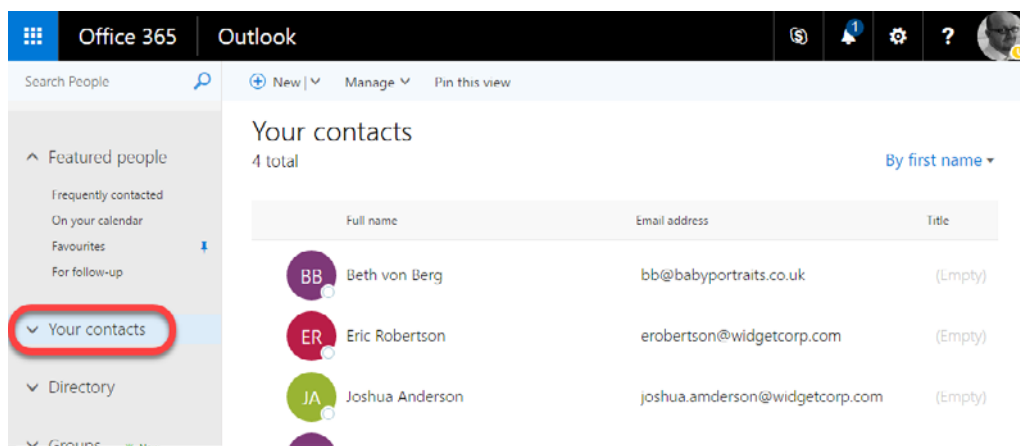 Office 365 Outlook 1 ?
Search People New Manage Pin this view
Your contacts
4 total
By first name
Featured people
Frequently contacted
On your calendar
Favourites
For follow-up
Your contacts
Directory
Groups
Full name Email address Title
BB Beth von Berg bb@babyportraits.co.uk (Empty)
ER Eric Robertson erobertson@widgetcorp.com (Empty)
JA Joshua Anderson joshua.amderson@widgetcorp.com (Empty)